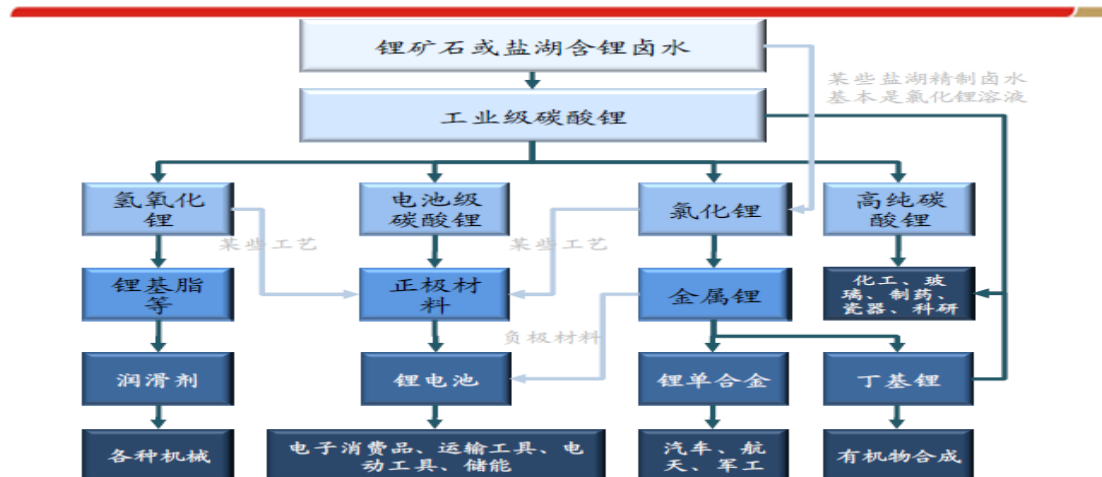 锂矿石或盐湖含锂卤水
某些盐湖精制卤水
基本是氯化锂溶液
工业级碳酸锂
氢氧化
锂
电池级
碳酸锂
氯化锂
高纯碳
酸锂
某些工艺
某些工艺
锂基脂
等
正极材
料
金属锂
化工、玻
璃、制药、
瓷器、科研
负极材料
润滑剂
锂电池
锂单合金
丁基锂
各种机械
电子消费品、运输工具、电
动工具、储能
汽车、航
天、军工
有机物合成